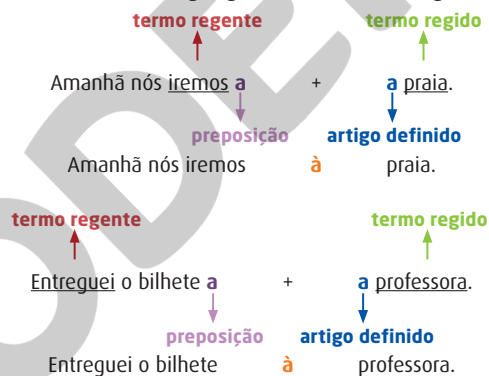 termo regente termo regido
Amanhã nós iremos a + a praia.
preposição artigo definido
Amanhã nós iremos à praia.
termo regente termo regido
Entreguei o bilhete a + a professora.
preposição artigo definido
Entreguei o bilhete à professora.